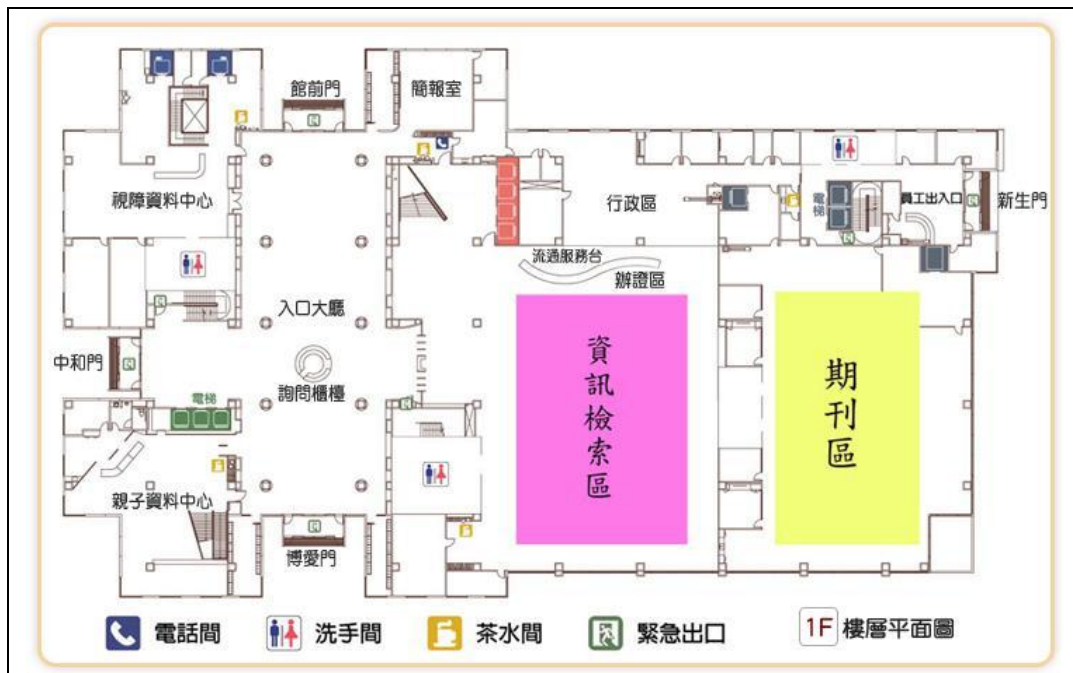 館前門
簡報室
視障資料中心
行政區
電梯
員工出入口
新生門
流通服務台
辦證區
入口大廳
資訊檢索區
期刊區
中和門
詢問櫃檯
電梯
親子資料中心
博愛門
電話間
洗手間
茶水間
緊急出口
1F 樓層平面圖